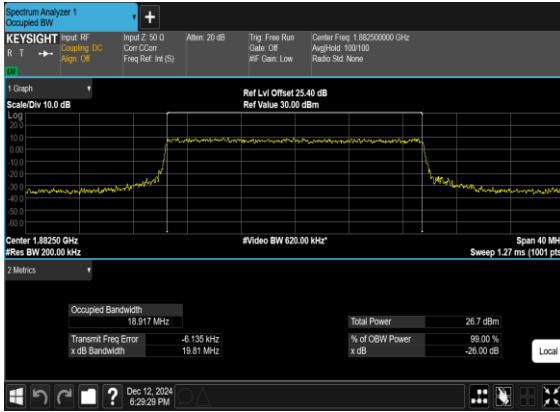 Spectrum Analyzer 1
Occupied BW
+
KEYSIGHT
R T
LW
Input: RF
Coupling: DC
Align: Off
Input Z: 50 Ω
Corr CCorr
Freq Ref: Int (S)
Atten: 20 dB
Trig: Free Run
Gate: Off
#IF Gain: Low
Center Freq: 1.882500000 GHz
Avg|Hold: 100/100
Radio Std: None
1 Graph
Scale/Div 10.0 dB
Ref Lvl Offset 25.40 dB
Ref Value 30.00 dBm
Log
20.0
10.0
0.00
-10.0
-20.0
-30.0
-40.0
-50.0
-60.0
Center 1.88250 GHz
#Res BW 200.00 kHz
#Video BW 620.00 kHz*
Span 40 MH
Sweep 1.27 ms (1001 pts
2 Metrics
Occupied Bandwidth
18.917 MHz
Transmit Freq Error -6.135 kHz
x dB Bandwidth 19.81 MHz
Total Power 26.7 dBm
% of OBW Power 99.00 %
x dB -26.00 dB
Local
?
Dec 12, 2024
6:29:29 PM